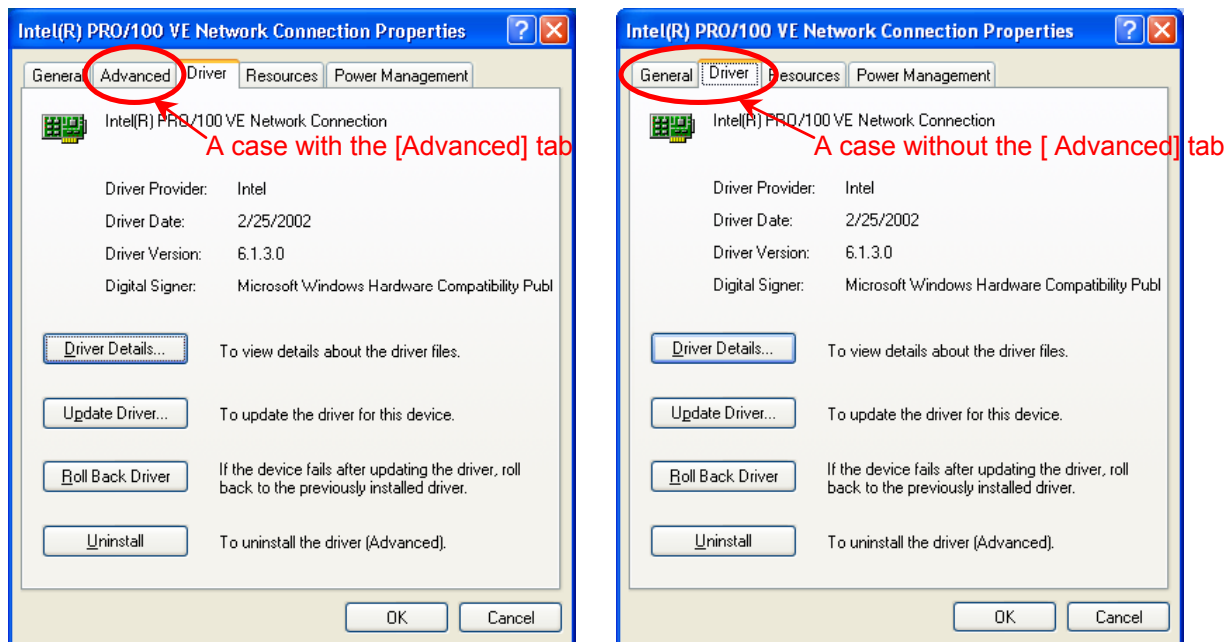 Intel(R) PRO/100 VE Network Connection Properties
General Advanced Driver Resources Power Management
Intel(R) PRO/100 VE Network Connection
A case with the [Advanced] tab
Driver Provider: Intel
Driver Date: 2/25/2002
Driver Version: 6.1.3.0
Digital Signer: Microsoft Windows Hardware Compatibility Publ
Driver Details... To view details about the driver files.
Update Driver... To update the driver for this device.
Roll Back Driver If the device fails after updating the driver, roll
back to the previously installed driver.
Uninstall To uninstall the driver (Advanced).
OK Cancel
Intel(R) PRO/100 VE Network Connection Properties
General Driver Resources Power Management
Intel(R) PRO/100 VE Network Connection
A case without the [ Advanced] tab
Driver Provider: Intel
Driver Date: 2/25/2002
Driver Version: 6.1.3.0
Digital Signer: Microsoft Windows Hardware Compatibility Publ
Driver Details... To view details about the driver files.
Update Driver... To update the driver for this device.
Roll Back Driver If the device fails after updating the driver, roll
back to the previously installed driver.
Uninstall To uninstall the driver (Advanced).
OK Cancel